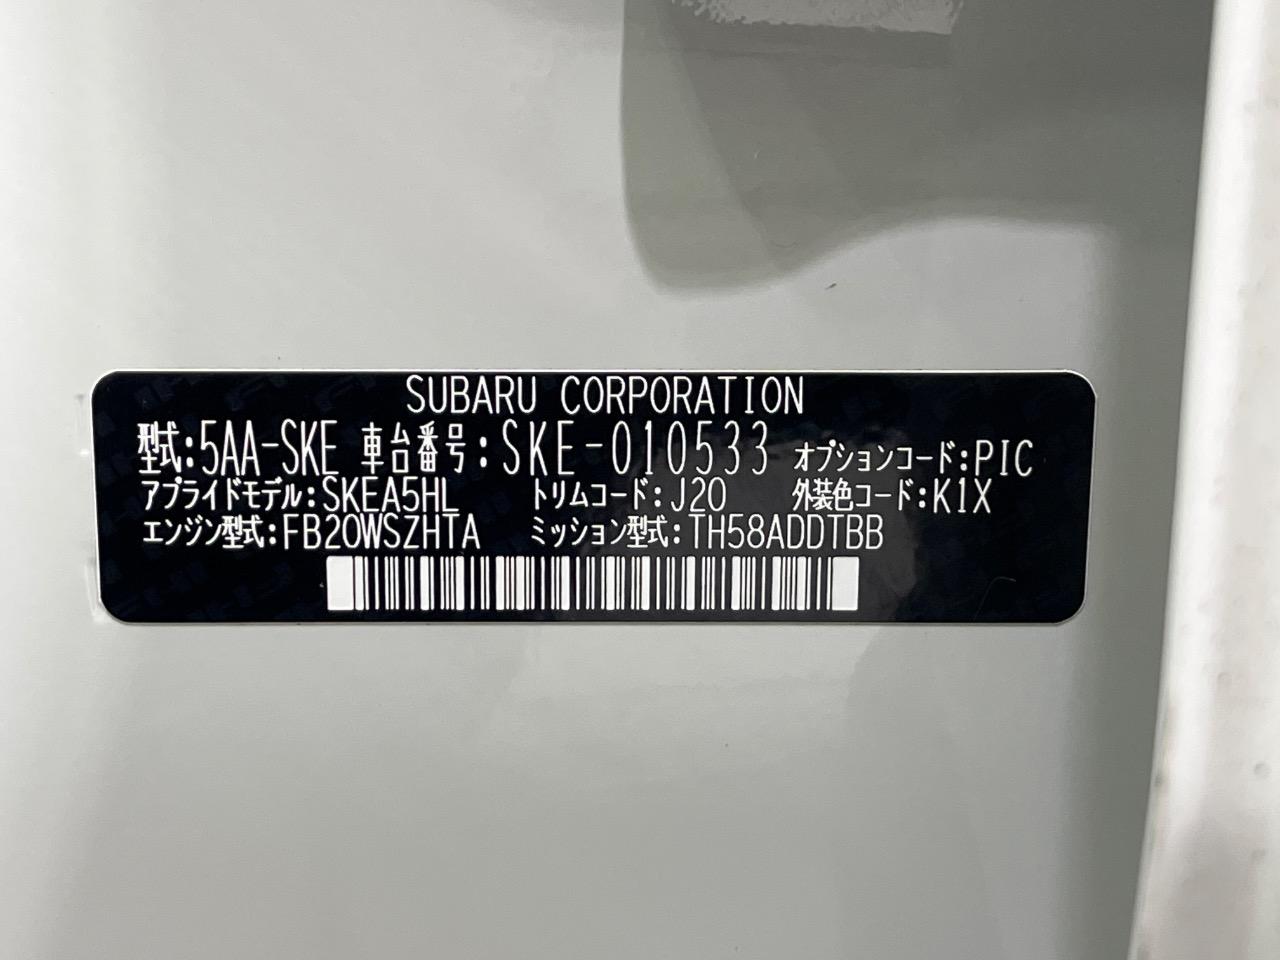 SUBARU CORPORATION
型式:5AA-SKE 車台番号:SKE-010533 オプションコード:PIC
アプライドモデル:SKEA5HL トリムコード:J20 外装色コード:K1X
エンジン型式:FB20WSZHTA ミッション型式:TH58ADDTBB